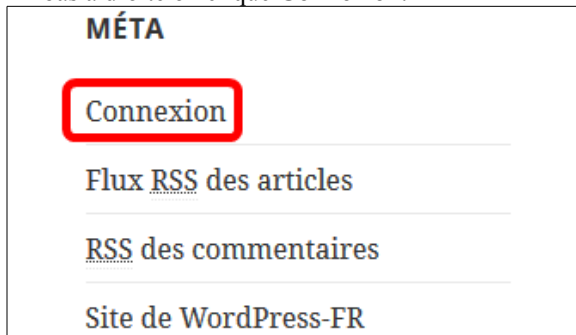 MÉTA
Connexion
Flux RSS des articles
RSS des commentaires
Site de WordPress-FR